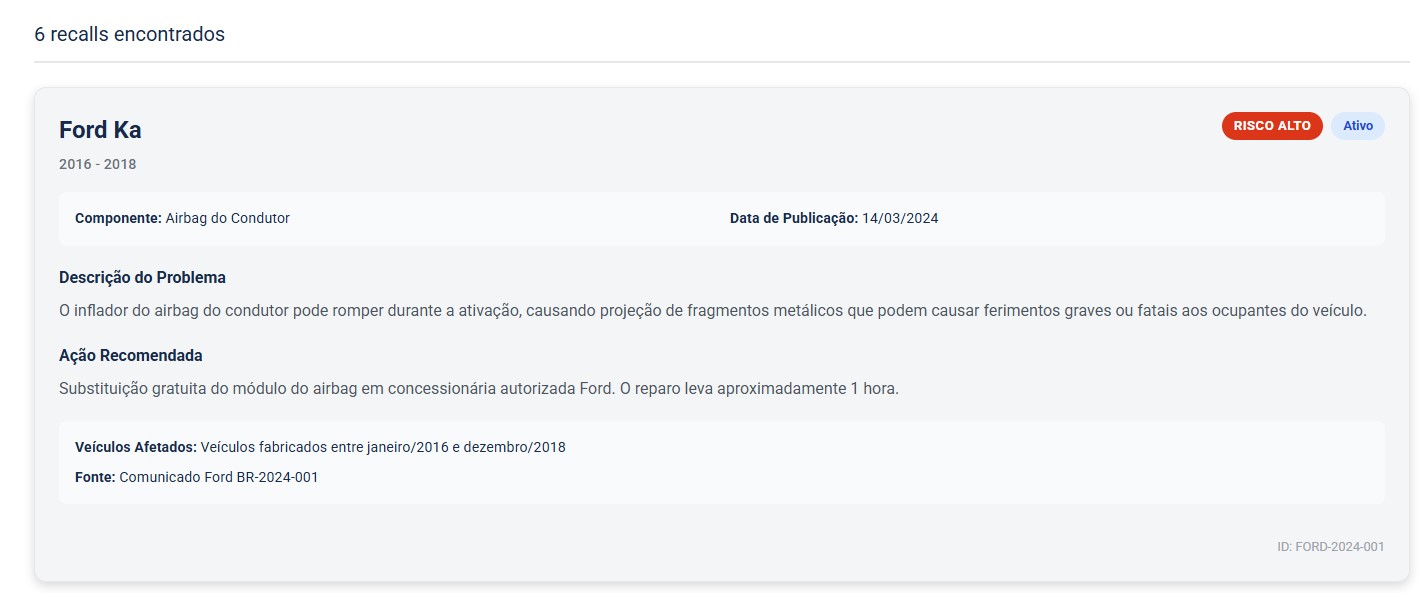 6 recalls encontrados
Ford Ka
RISCO ALTO
Ativo
2016 - 2018
Componente: Airbag do Condutor
Data de Publicação: 14/03/2024
Descrição do Problema
O inflador do airbag do condutor pode romper durante a ativação, causando projeção de fragmentos metálicos que podem causar ferimentos graves ou fatais aos ocupantes do veículo.
Ação Recomendada
Substituição gratuita do módulo do airbag em concessionária autorizada Ford. O reparo leva aproximadamente 1 hora.
Veículos Afetados: Veículos fabricados entre janeiro/2016 e dezembro/2018
Fonte: Comunicado Ford BR-2024-001
ID: FORD-2024-001